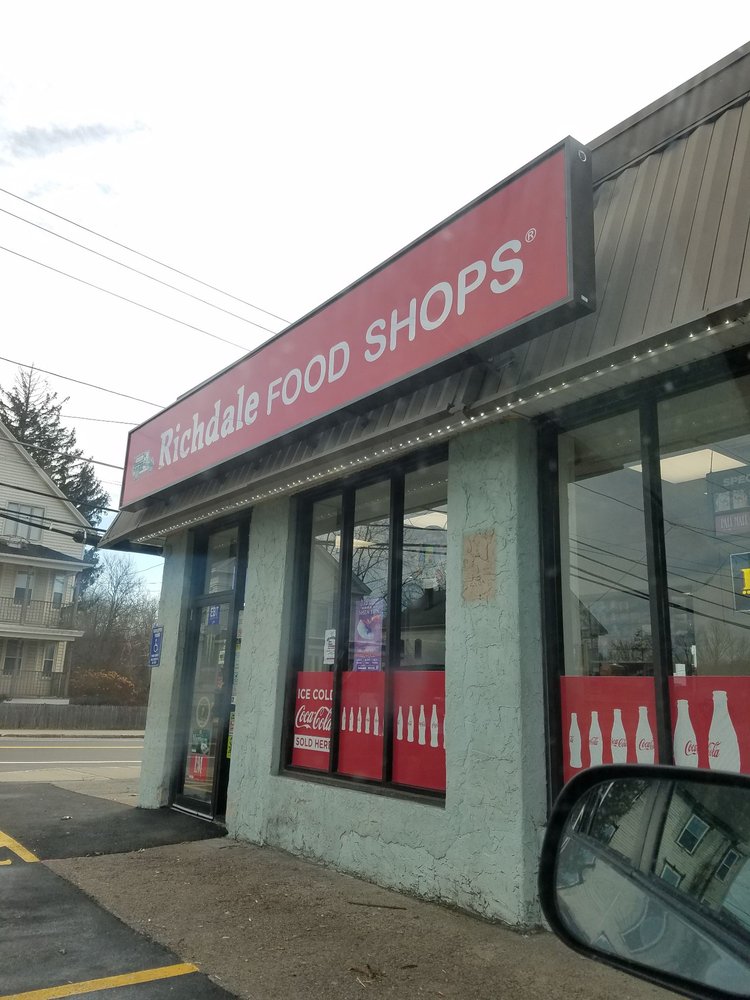 Richdale FOOD SHOPS®
ICE COLD
Coca-Cola
SOLD HERE